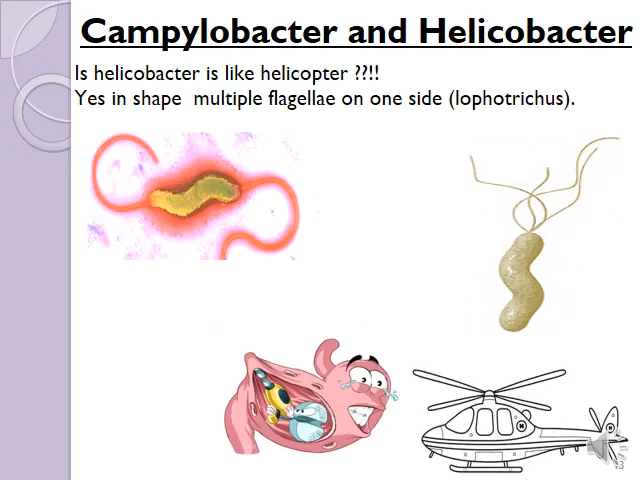 Campylobacter and Helicobacter
Is helicobacter is like helicopter ??!!
Yes in shape multiple flagellae on one side (lophotrichus).
H
H